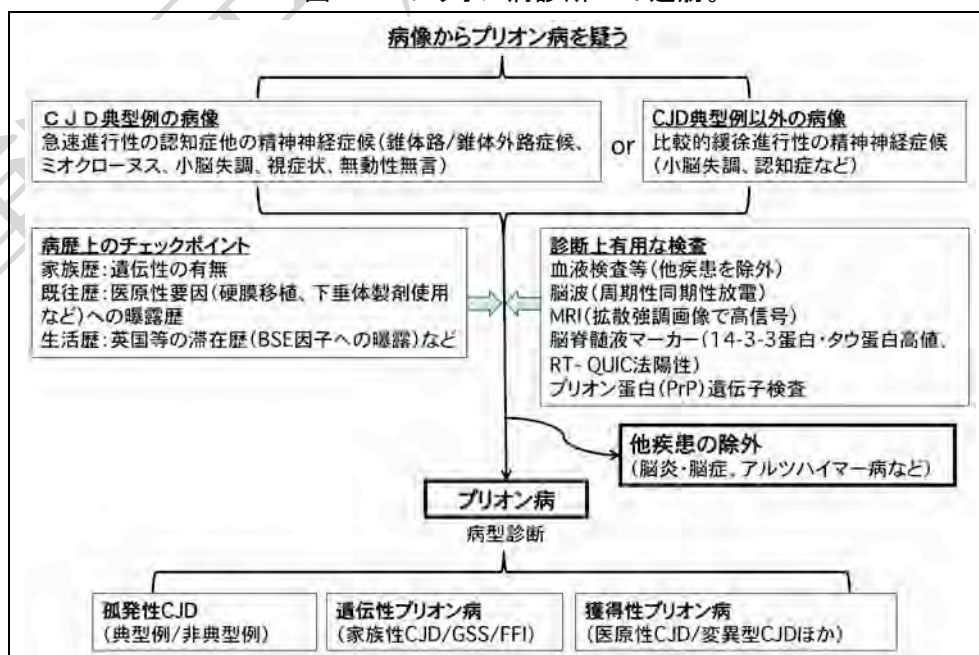 病像からプリオン病を疑う
CJD典型例の病像
急速進行性の認知症他の精神神経症候(錐体路/錐体外路症候、
ミオクローヌス、小脳失調、視症状、無動性無言)
or
CJD典型例以外の病像
比較的緩徐進行性の精神神経症候
(小脳失調、認知症など)
病歴上のチェックポイント
家族歴:遺伝性の有無
既往歴:医原性要因(硬膜移植、下垂体製剤使用
など)への曝露歴
生活歴:英国等の滞在歴(BSE因子への曝露)など
診断上有用な検査
血液検査等(他疾患を除外)
脳波(周期性同期性放電)
MRI(拡散強調画像で高信号)
脳脊髄液マーカー(14-3-3蛋白・タウ蛋白高値、
RT- QUIC法陽性)
プリオン蛋白(PrP)遺伝子検査
他疾患の除外
(脳炎・脳症、アルツハイマー病など)
プリオン病
病型診断
孤発性CJD
(典型例/非典型例)
遺伝性プリオン病
(家族性CJD/GSS/FFI)
獲得性プリオン病
(医原性CJD/変異型CJDほか)